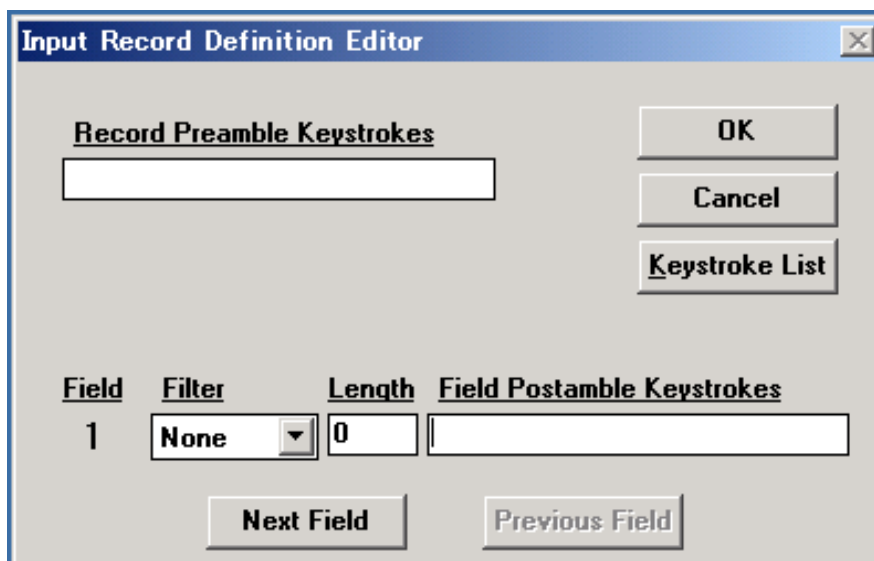 Input Record Definition Editor
Record Preamble Keystrokes
OK
Cancel
Keystroke List
Field Filter Length Field Postamble Keystrokes
1 None 0
Next Field Previous Field